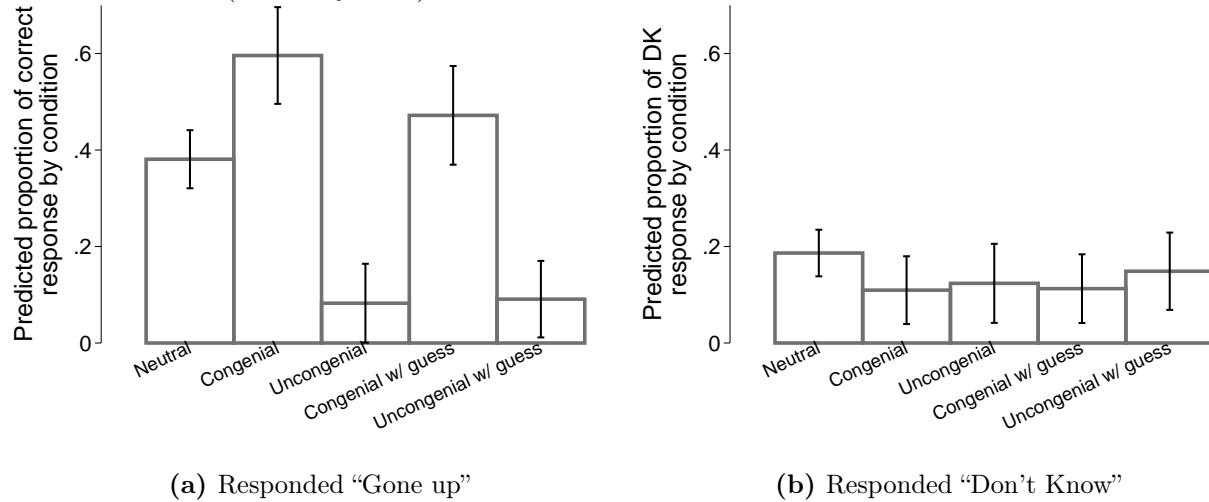 Predicted proportion of correct
response by condition
.6
.4
.2
0
Neutral
Congenial
Uncongenial
Congenial w/ guess
Uncongenial w/ guess
(a) Responded “Gone up”
Predicted proportion of DK
response by condition
.6
.4
.2
0
Neutral
Congenial
Uncongenial
Congenial w/ guess
Uncongenial w/ guess
(b) Responded “Don’t Know”